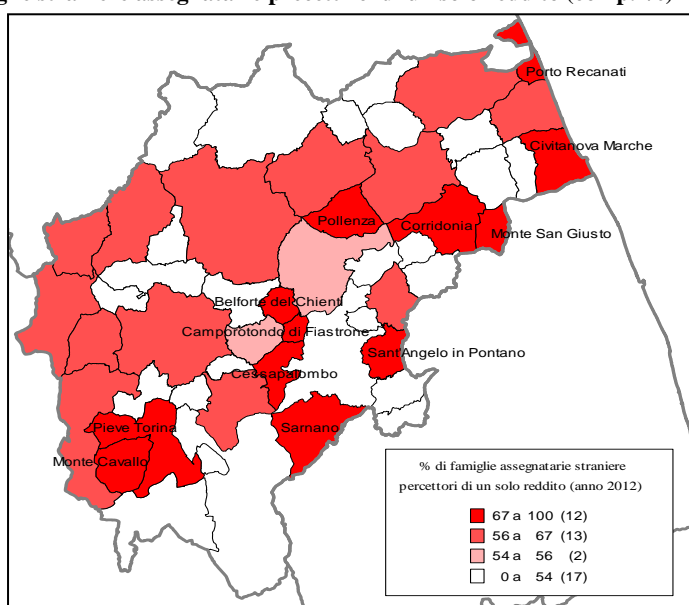 Porto Recanati
Civitanova Marche
Pollenza
Corridonia
Monte San Giusto
Belforte del Chienti
Camporotondo di Fiastrone
Sant'Angelo in Pontano
Cessapalombo
Pieve Torina
Sarnano
Monte Cavallo
% di famiglie assegnatarie straniere
percettori di un solo reddito (anno 2012)
67 a 100 (12)
56 a 67 (13)
54 a 56 (2)
0 a 54 (17)